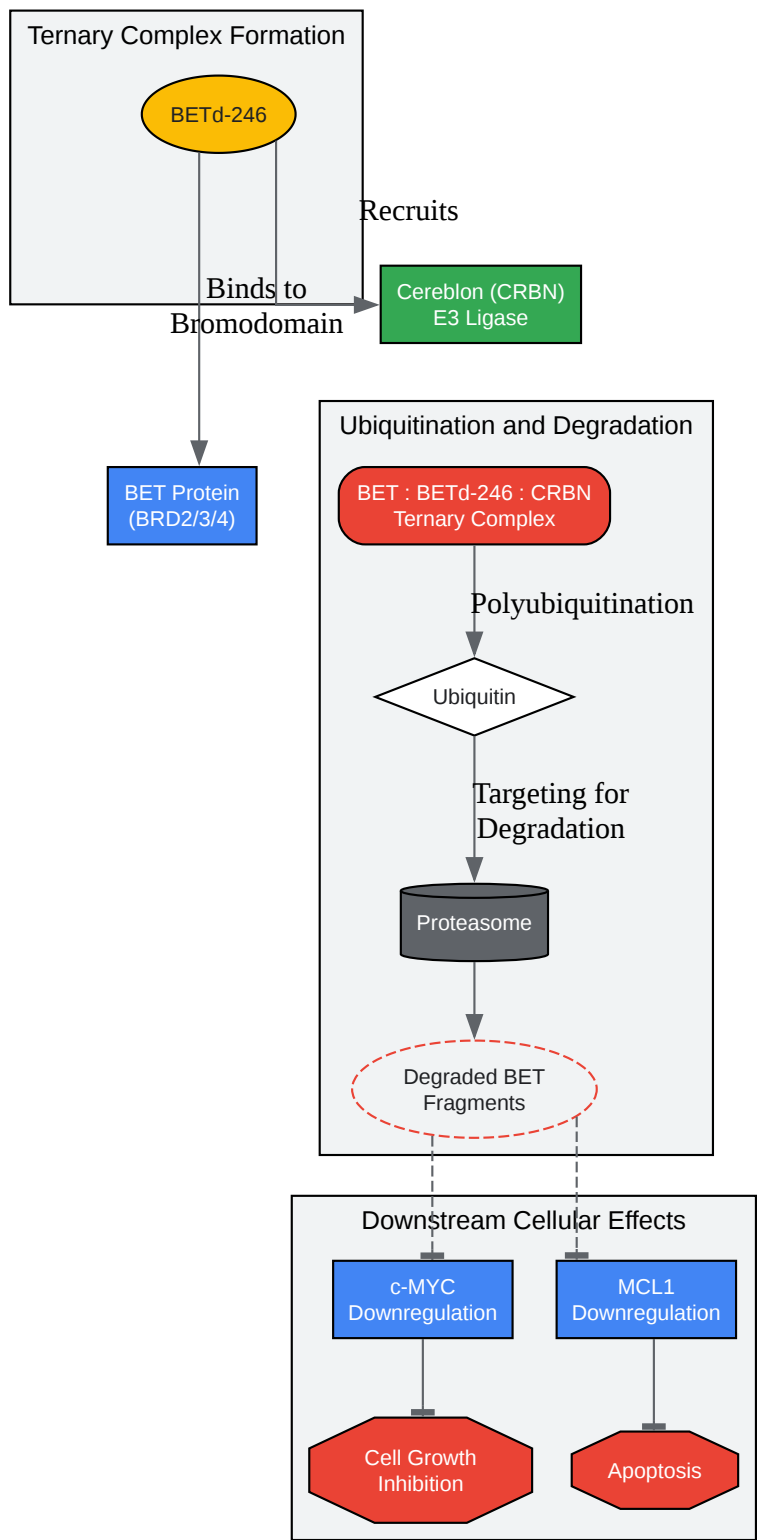 Ternary Complex Formation
BETd-246
Recruits
Binds to
Bromodomain
Cereblon (CRBN)
E3 Ligase
BET Protein
(BRD2/3/4)
Ubiquitination and Degradation
BET : BETd-246 : CRBN
Ternary Complex
Polyubiquitination
Ubiquitin
Targeting for
Degradation
Proteasome
Degraded BET
Fragments
Downstream Cellular Effects
c-MYC
Downregulation
MCL1
Downregulation
Cell Growth
Inhibition
Apoptosis